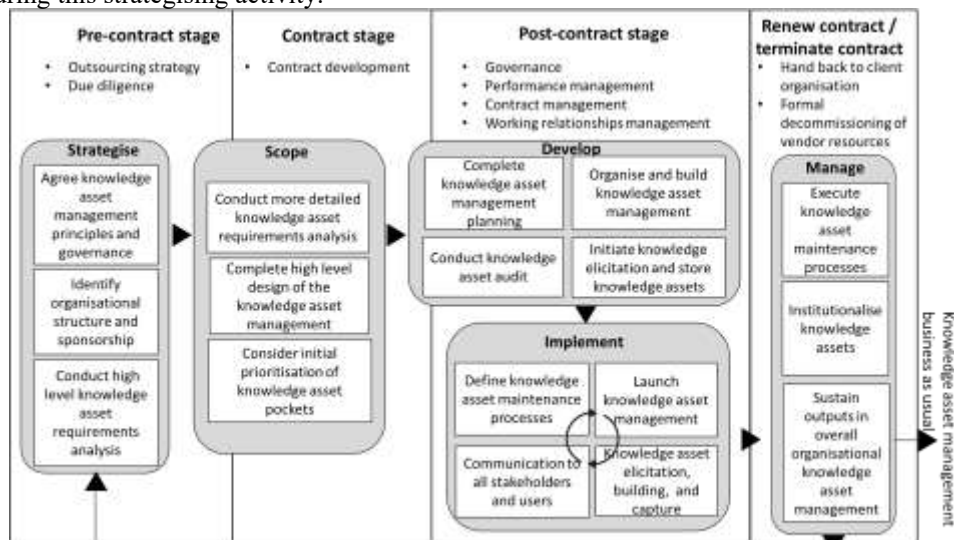 uring this strategising activity.
Pre-contract stage
• Outsourcing strategy
• Due diligence
Contract stage
• Contract development
Post-contract stage
• Governance
• Performance management
• Contract management
• Working relationships management
Renew contract /
terminate contract
• Hand back to client
organisation
• Formal
decommissioning of
vendor resources
Strategise
Agree knowledge
asset
management
principles and
governance
Identify
organisational
structure and
sponsorship
Conduct high
level knowledge
asset
requirements
analysis
Scope
Conduct more detailed
knowledge asset
requirements analysis
Complete high level
design of the
knowledge asset
management
Consider initial
prioritisation of
knowledge asset
pockets
Develop
Complete
knowledge asset
management
planning
Organise and build
knowledge asset
management
Conduct knowledge
asset audit
Initiate knowledge
elicitation and store
knowledge assets
Implement
Define knowledge
asset maintenance
processes
Launch
knowledge asset
management
Communication to
all stakeholders
and users
Knowledge asset
elicitation,
building, and
capture
Manage
Execute
knowledge
asset
maintenance
processes
Institutionalise
knowledge
assets
Sustain
outputs in
overall
organisational
knowledge
asset
management
Knowledge asset management
business as usual